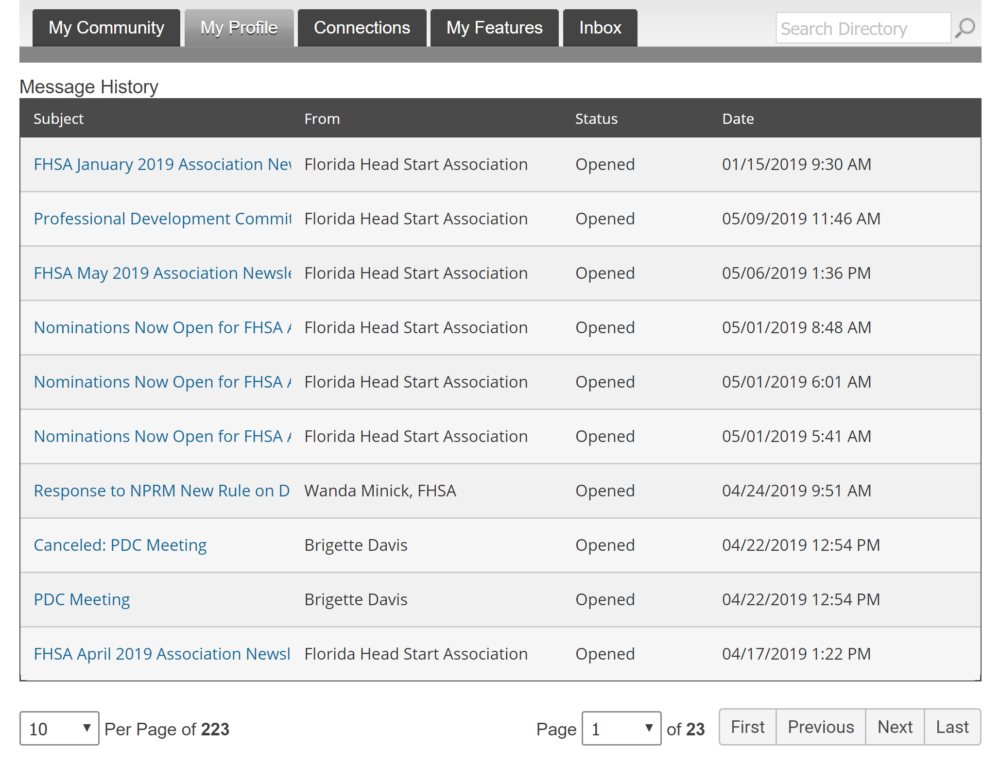 My Community My Profile Connections My Features Inbox Search Directory
Message History
Subject From Status Date
FHSA January 2019 Association Florida Head Start Association Opened 01/15/2019 9:30 AM
Professional Development Florida Head Start Association Opened 05/09/2019 11:46 AM
FHSA May 2019 Association Florida Head Start Association Opened 05/06/2019 1:36 PM
Nominations Now Open for FHSA Florida Head Start Association Opened 05/01/2019 8:48 AM
Nominations Now Open for FHSA Florida Head Start Association Opened 05/01/2019 6:01 AM
Nominations Now Open for FHSA Florida Head Start Association Opened 05/01/2019 5:41 AM
Response to NPRM New Rule on D Wanda Minick, FHSA Opened 04/24/2019 9:51 AM
Canceled: PDC Meeting Brigette Davis Opened 04/22/2019 12:54 PM
PDC Meeting Brigette Davis Opened 04/22/2019 12:54 PM
FHSA April 2019 Association Newsl Florida Head Start Association Opened 04/17/2019 1:22 PM
10 Per Page of 223 Page 1 of 23 First Previous Next Last